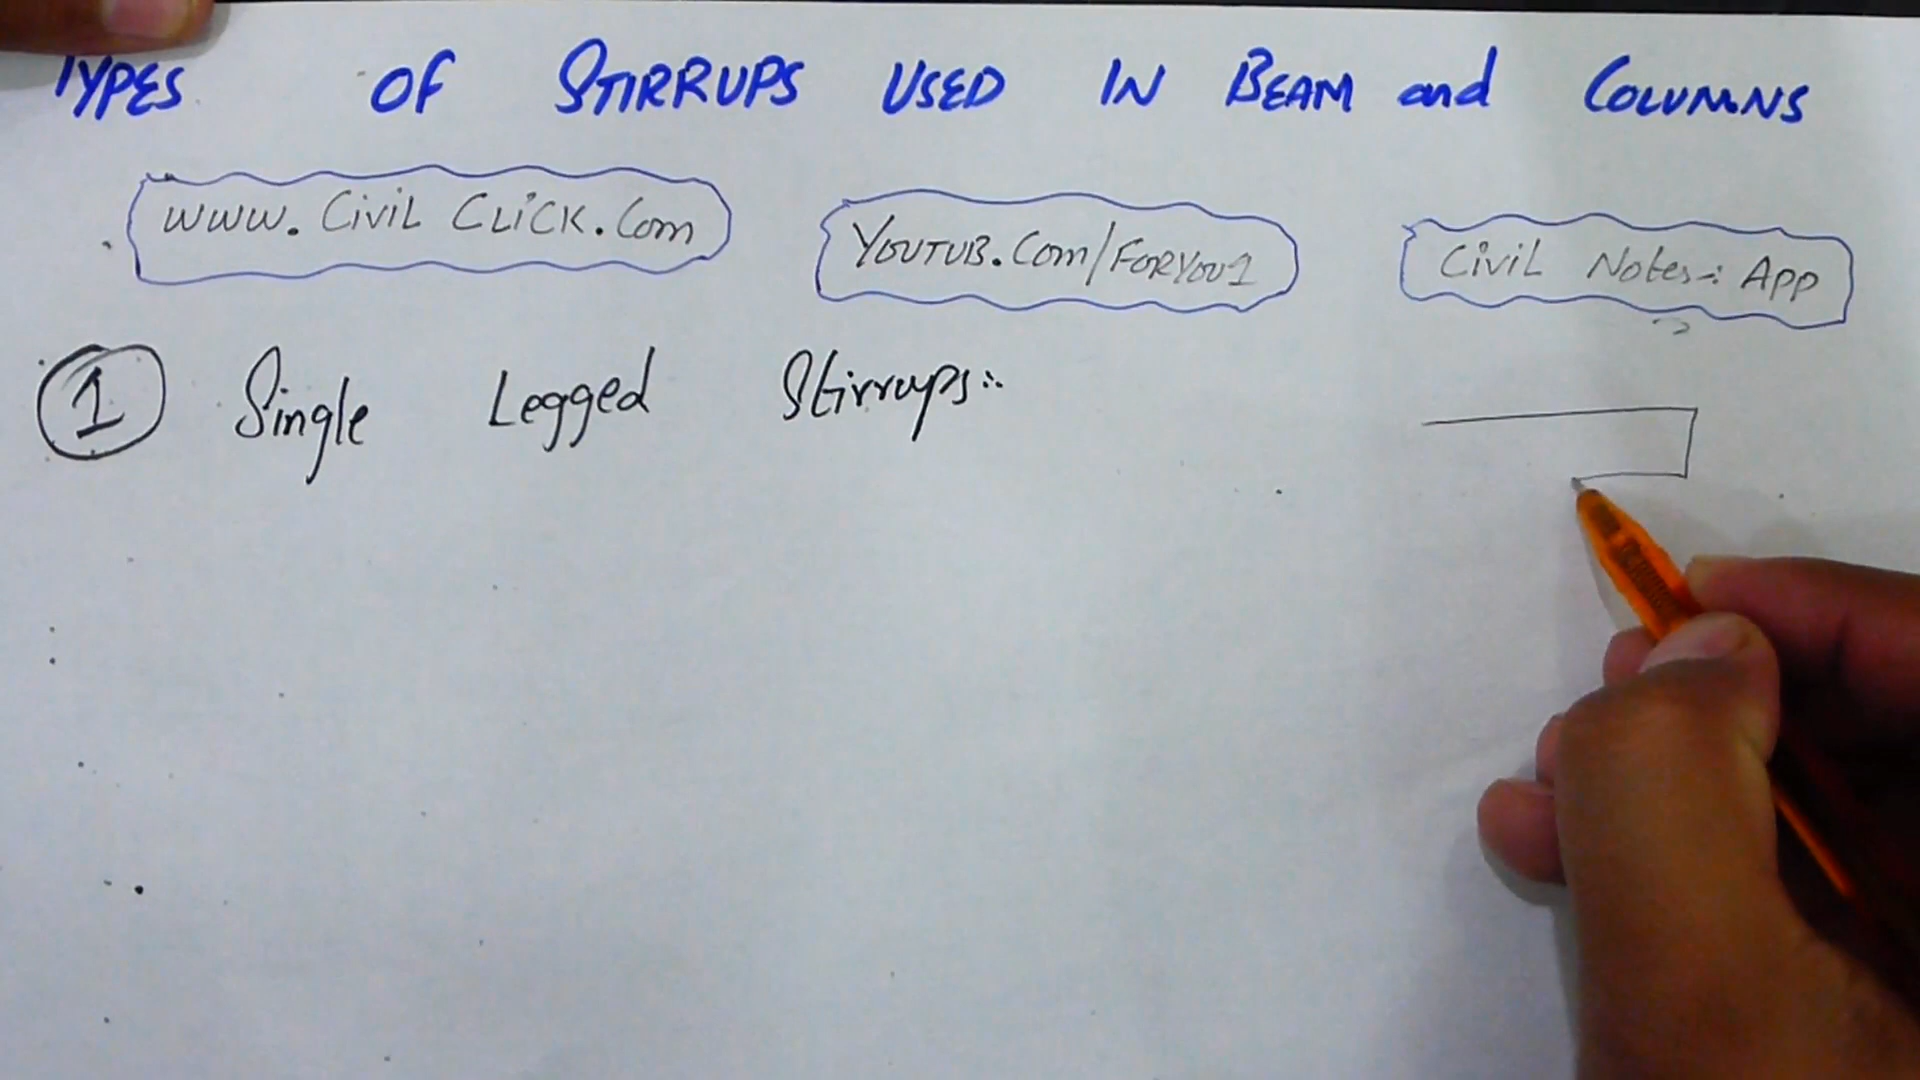 TYPES OF STIRRUPS USED IN BEAM and COLUMNS
www. Civil CLiCK.Com
YOUTUB.Com/FORYOU1
Civil Notes-: App
1 Single Legged Stirrups:-